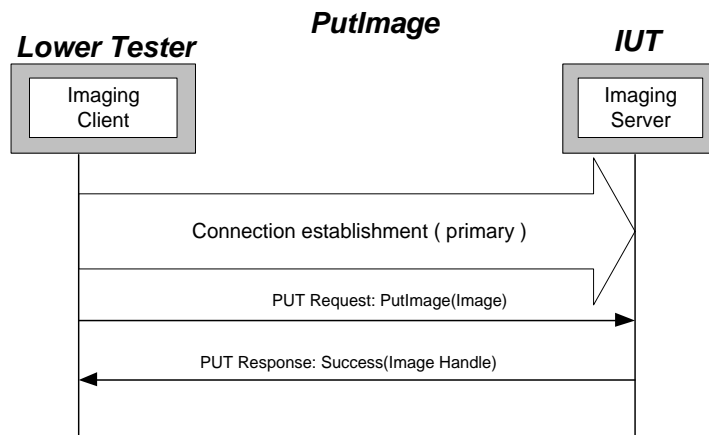 PutImage
Lower Tester
IUT
Imaging
Client
Imaging
Server
Connection establishment ( primary )
PUT Request: PutImage(Image)
PUT Response: Success(Image Handle)